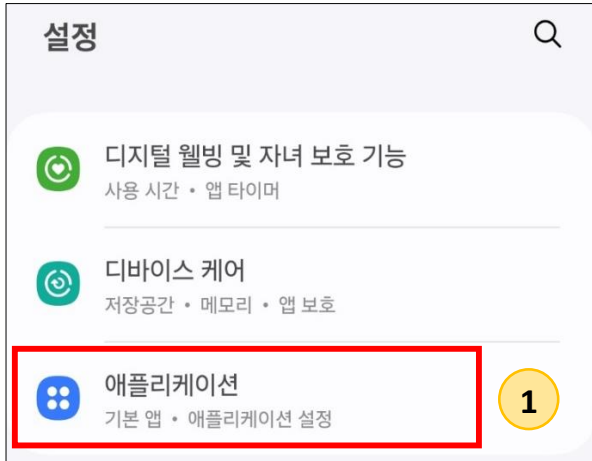 설정
디지털 웰빙 및 자녀 보호 기능
사용 시간 • 앱 타이머
디바이스 케어
저장공간 • 메모리 • 앱 보호
애플리케이션
기본 앱 • 애플리케이션 설정
1